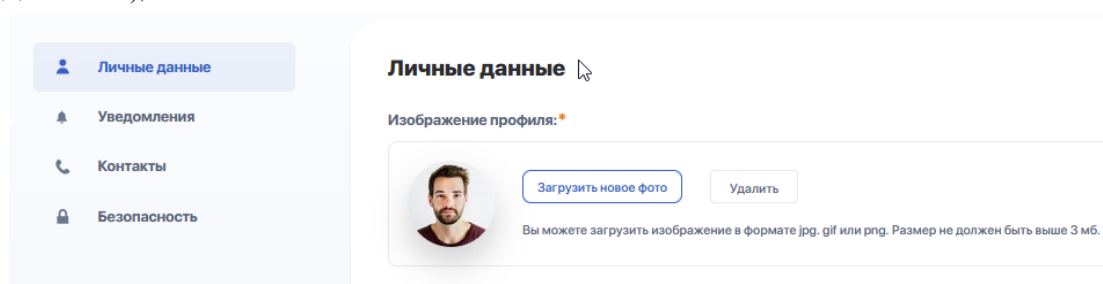 Личные данные
Личные данные
Уведомления
Изображение профиля:*
Контакты
Загрузить новое фото
Удалить
Безопасность
Вы можете загрузить изображение в формате jpg. gif или png. Размер не должен быть выше 3 мб.